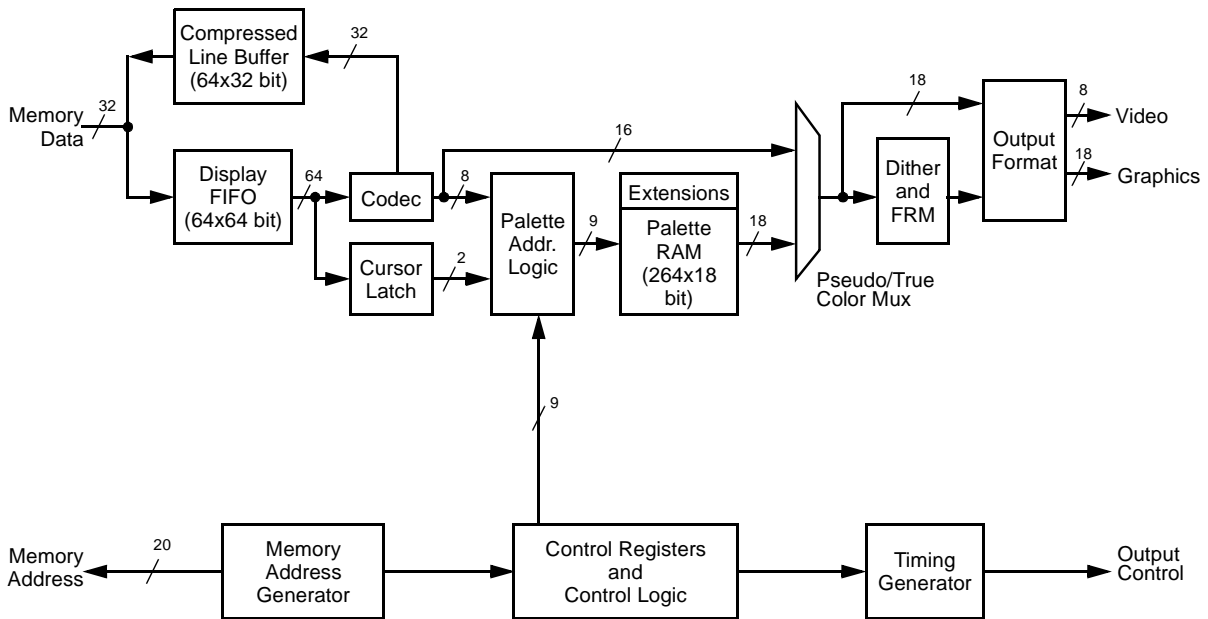 Compressed
Line Buffer
(64x32 bit)
32
Memory
Data
32
Display
FIFO
(64x64 bit)
64
Codec
8
Cursor
Latch
2
16
Palette
Addr.
Logic
9
Extensions
Palette
RAM
(264x18
bit)
18
Pseudo/True
Color Mux
18
Dither
and
FRM
Output
Format
8
Video
18
Graphics
9
Memory
Address
20
Memory
Address
Generator
Control Registers
and
Control Logic
Timing
Generator
Output
Control